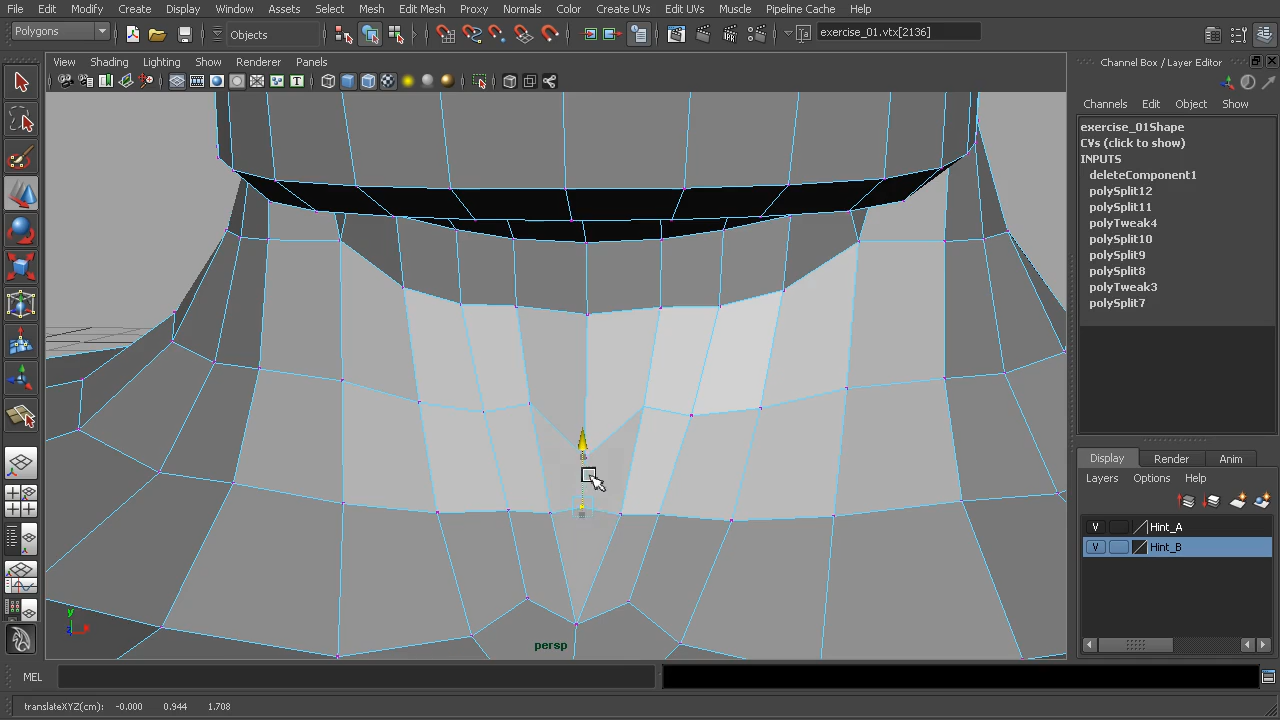 File Edit Modify Create Display Window Assets Select Mesh Edit Mesh Proxy Normals Color Create UVs Edit UVs Muscle Pipeline Cache Help
Polygons Objects exercise_01.vtx[2136]
View Shading Lighting Show Renderer Panels
Channel Box / Layer Editor
Channels Edit Object Show
exercise_01Shape
CVs (click to show)
INPUTS
deleteComponent1
polySplit12
polySplit11
polyTweak4
polySplit10
polySplit9
polySplit8
polyTweak3
polySplit7
Display Render Anim
Layers Options Help
V Hint_A
V Hint_B
y
z x
persp
MEL
translateXYZ(cm): -0.000 0.944 1.708